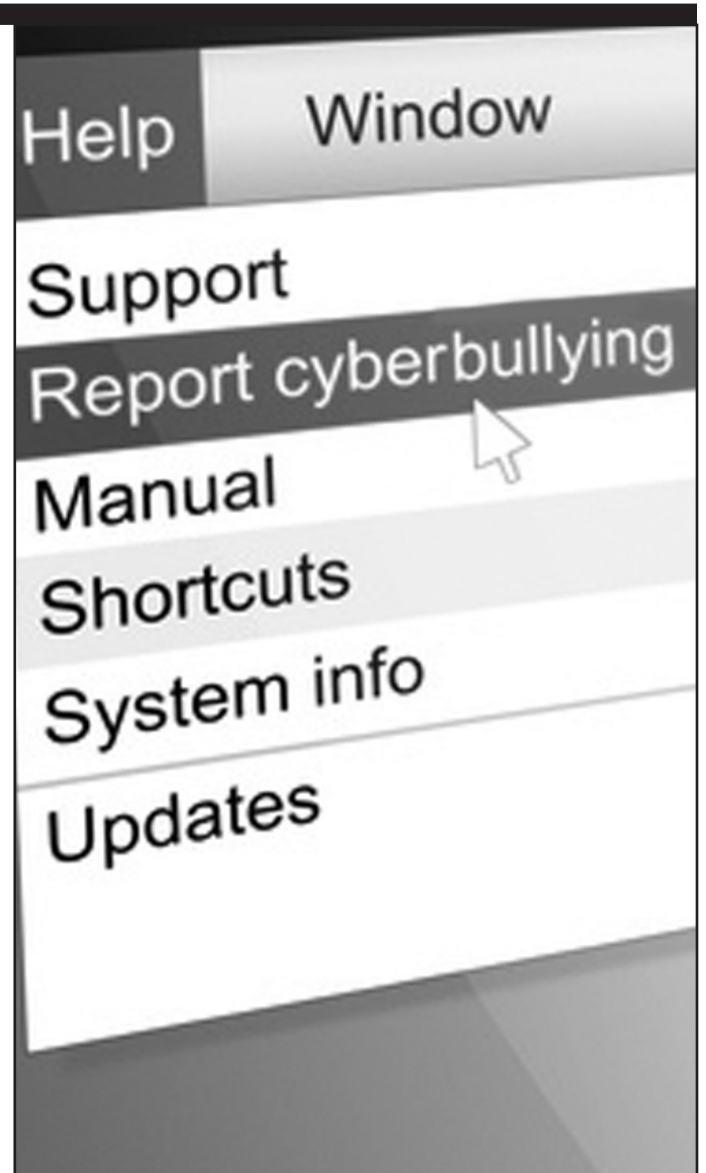 Help Window
Support
Report cyberbullying
Manual
Shortcuts
System info
Updates